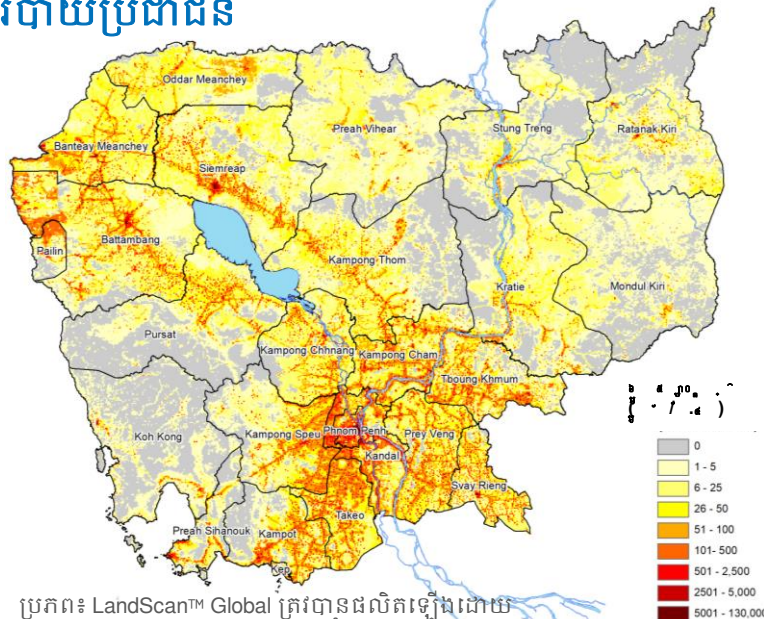 របាយប្រជាជន
Oddar Meanchey
Banteay Meanchey
Siemreap
Preah Vihear
Stung Treng
Ratanak Kiri
Battambang
Pailin
Kampong Thom
Kratie
Mondul Kiri
Pursat
Kampong Chhnang
Kampong Cham
Tboung Khmum
Koh Kong
Kampong Speu
Phnom Penh
Prey Veng
Kandal
Svay Rieng
Takeo
Preah Sihanouk
Kampot
Kep
0
1 - 5
6 - 25
26 - 50
51 - 100
101- 500
501 - 2,500
2501 - 5,000
5001 - 130,000
ប្រភព៖ LandScan™ Global ត្រូវបានផលិតឡើងដោយ